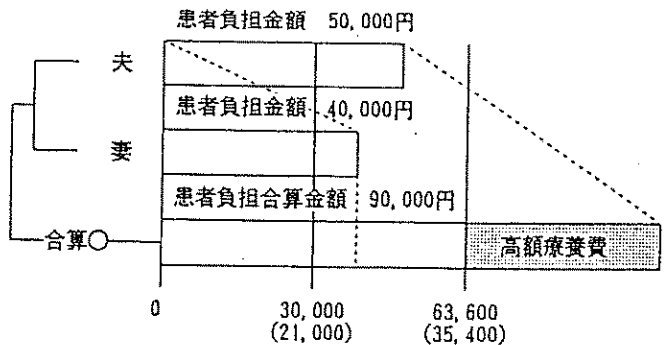 患者負担金額 50,000円
夫
患者負担金額 40,000円
妻
患者負担合算金額 90,000円
合算○
高額療養費
0
30,000
(21,000)
63,600
(35,400)